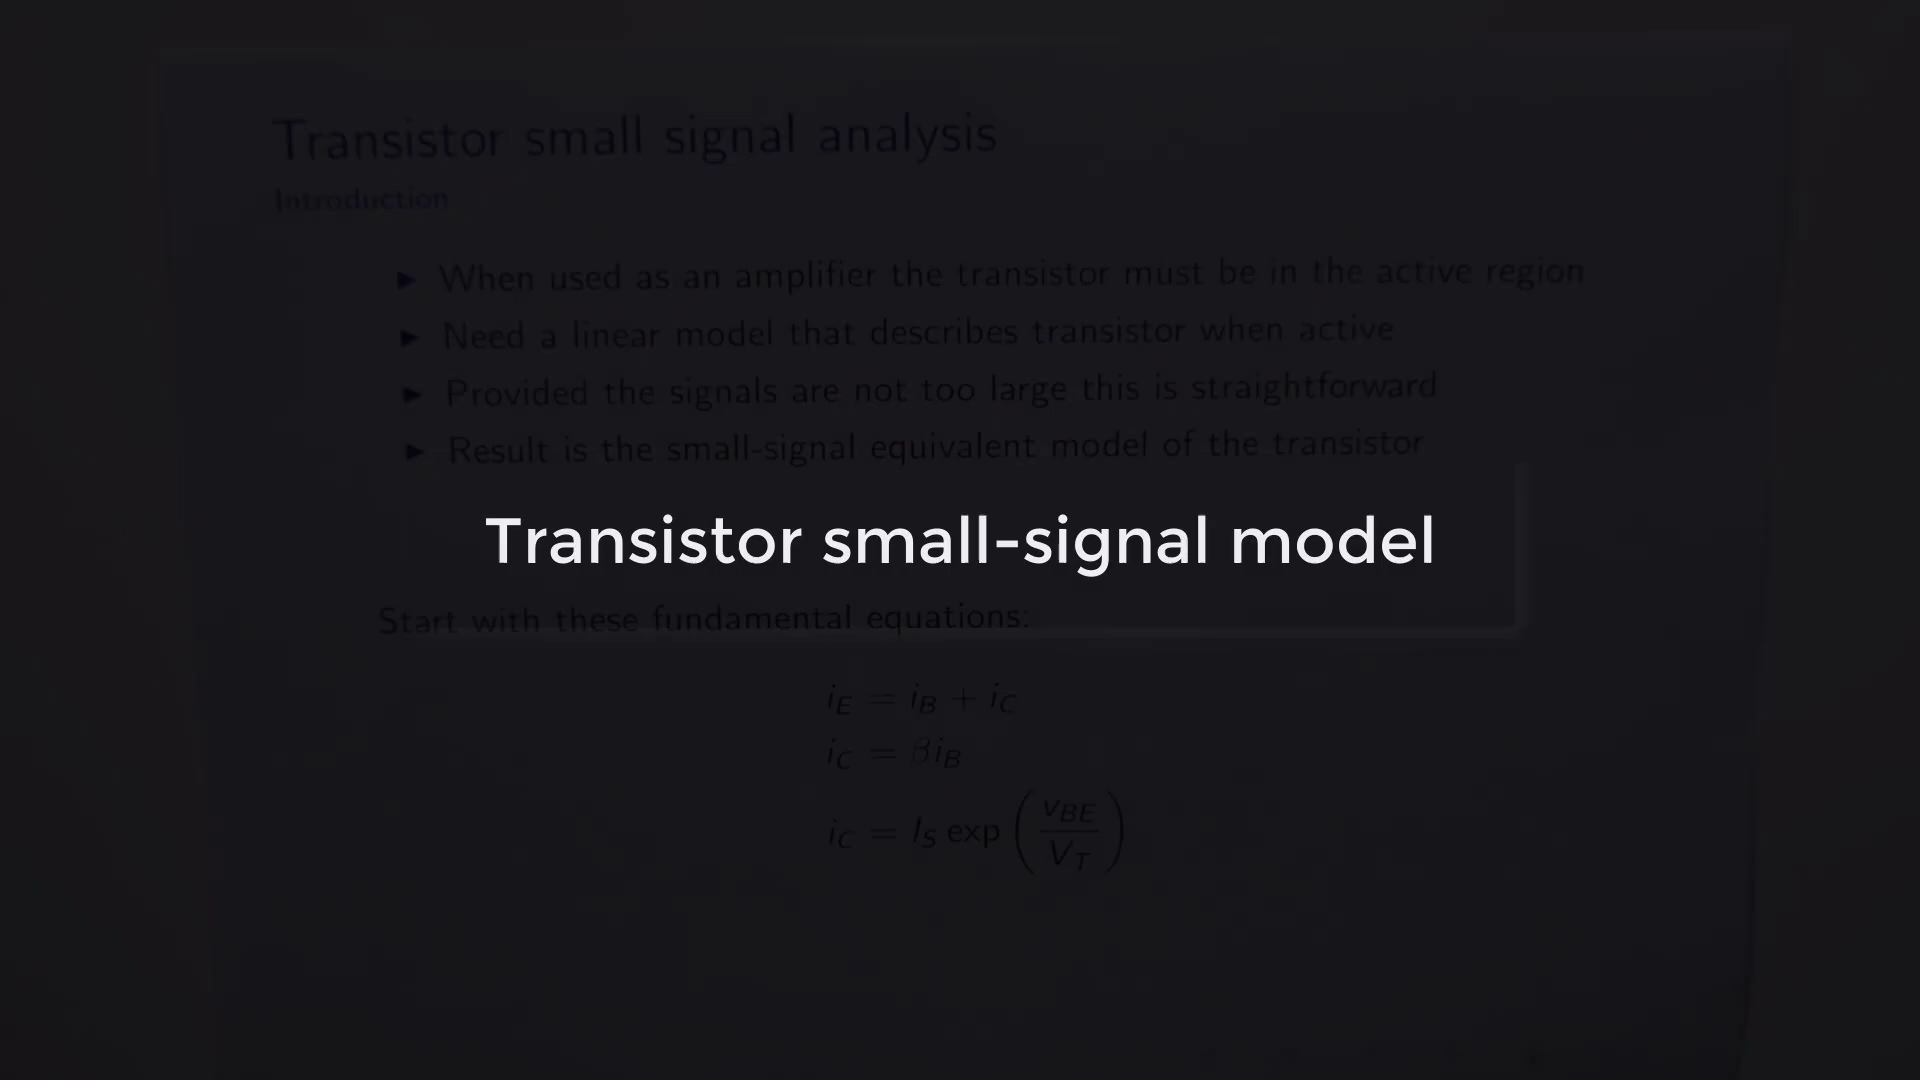 Transistor small signal analysis
Introduction
▶ When used as an amplifier the transistor must be in the active region
▶ Need a linear model that describes transistor when active
▶ Provided the signals are not too large this is straightforward
▶ Result is the small-signal equivalent model of the transistor
Transistor small-signal model
Start with these fundamental equations:
i_E = i_B + i_C
i_C = βi_B
i_C = I_S exp(v_BE / V_T)